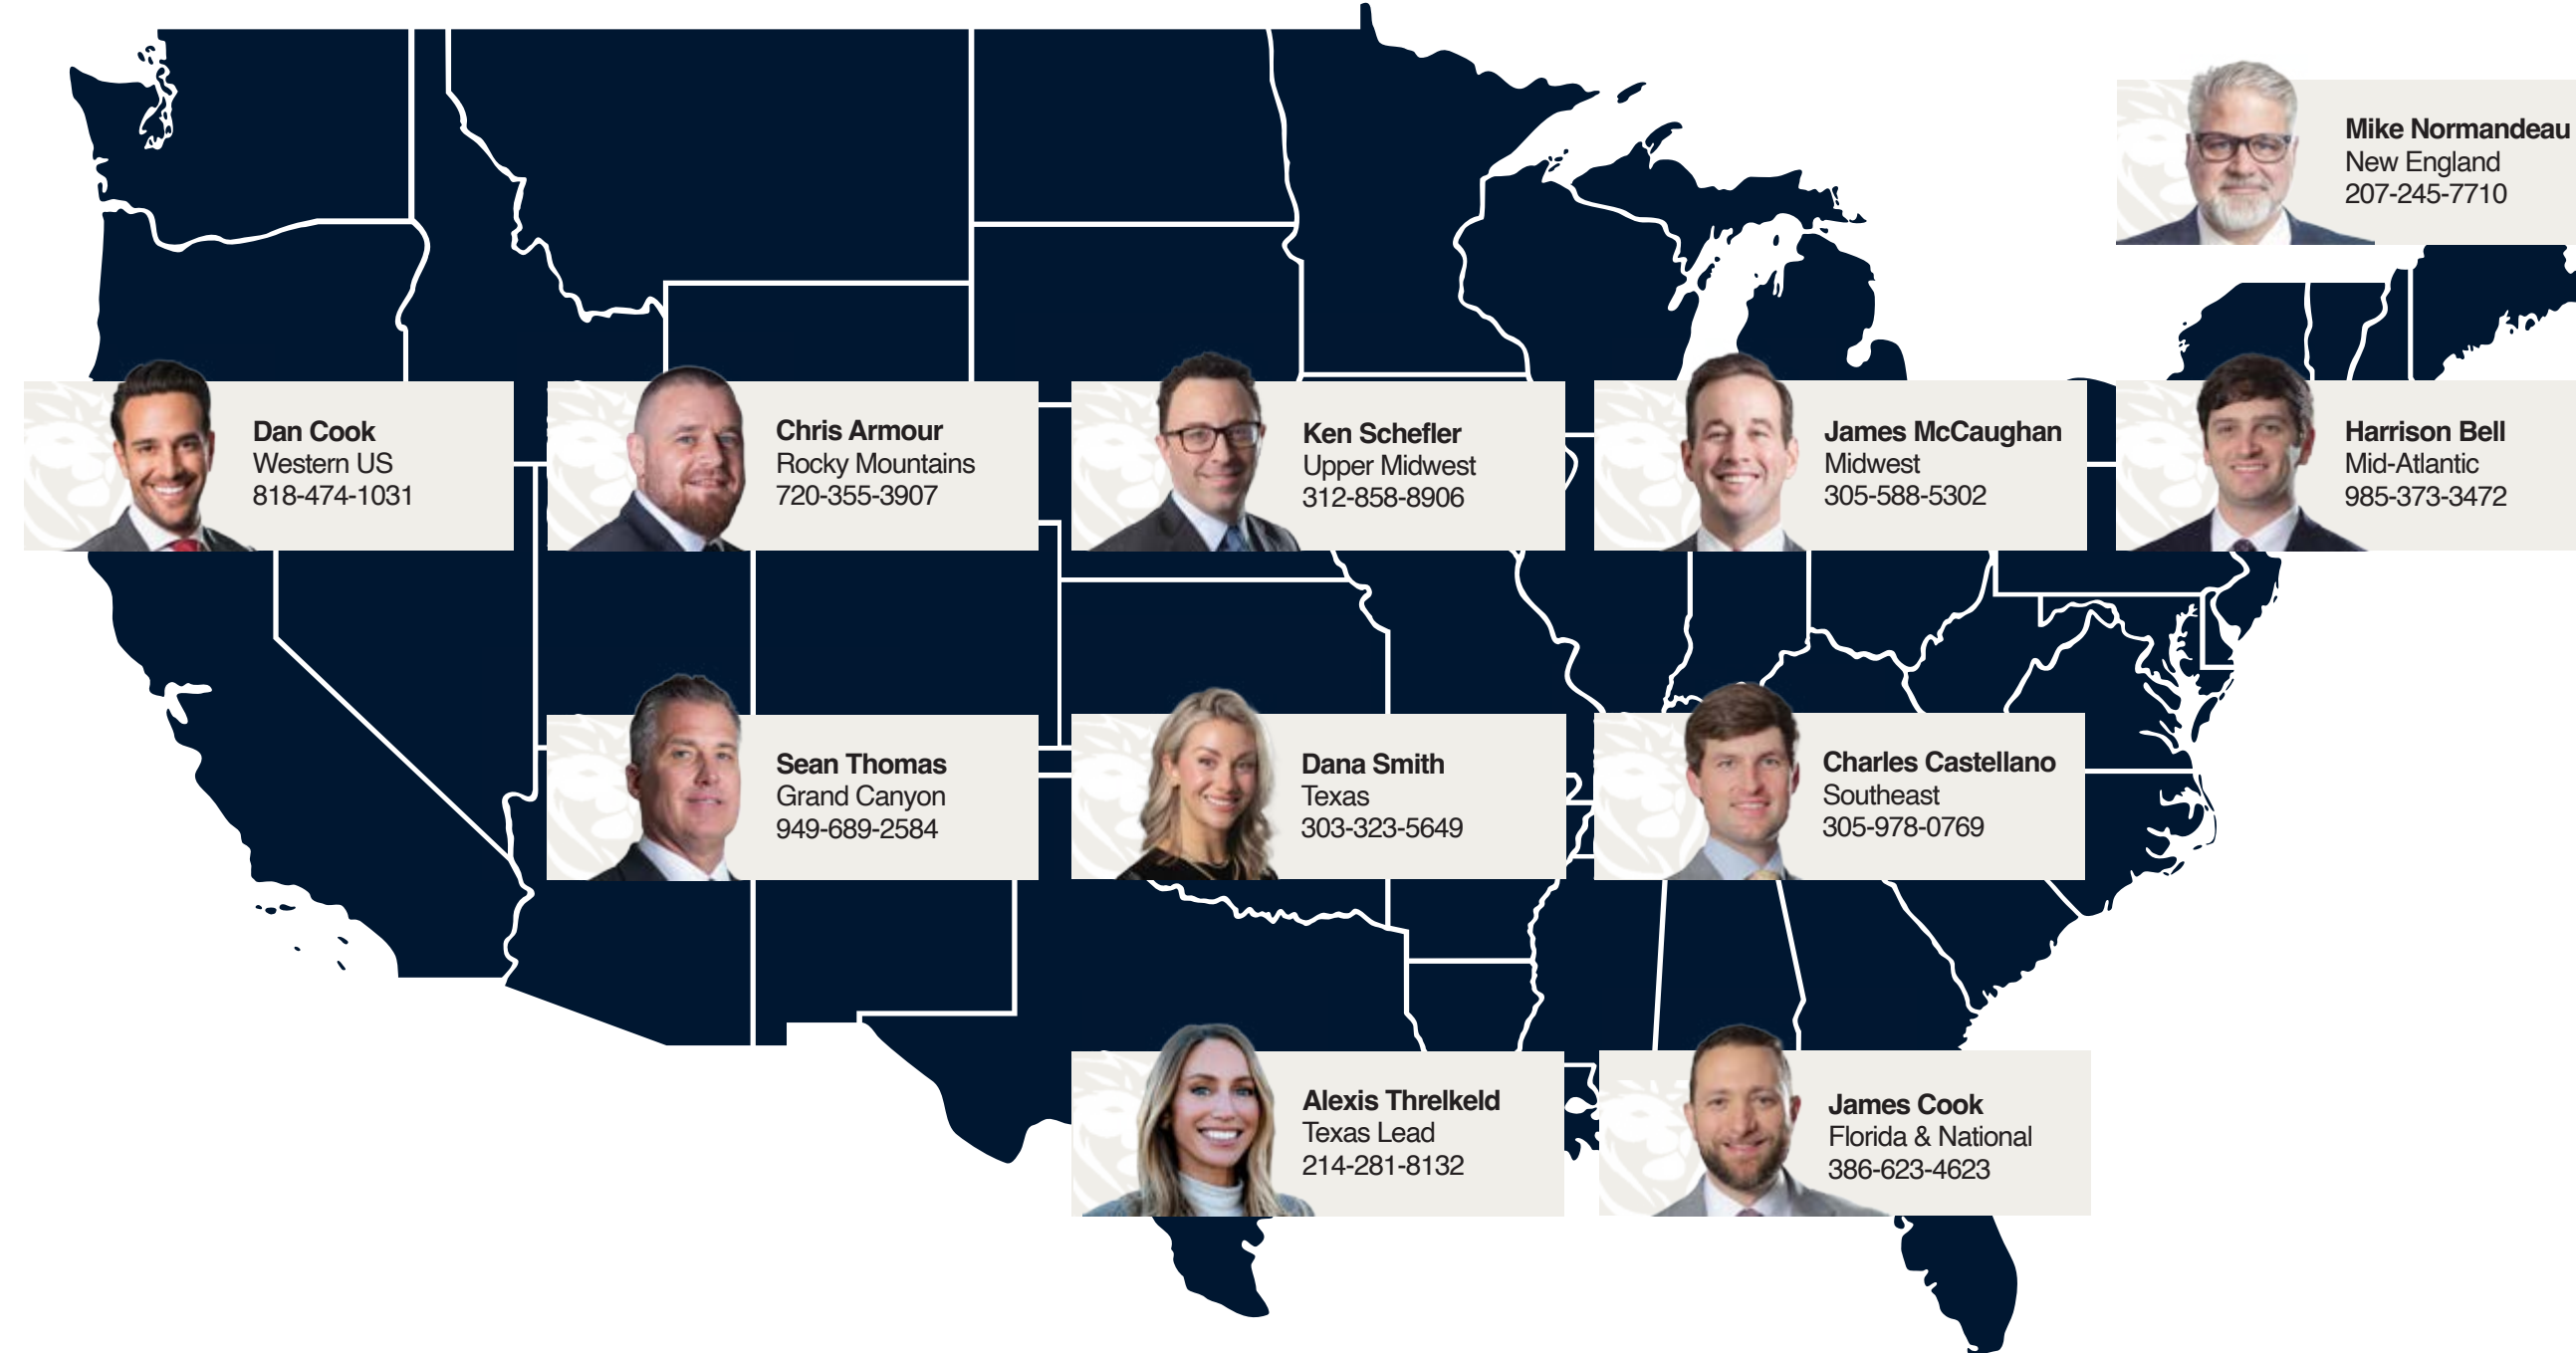 Mike Normandeau
New England
207-245-7710
Dan Cook
Western US
818-474-1031
Chris Armour
Rocky Mountains
720-355-3907
Ken Schefler
Upper Midwest
312-858-8906
James McCaughan
Midwest
305-588-5302
Harrison Bell
Mid-Atlantic
985-373-3472
Sean Thomas
Grand Canyon
949-689-2584
Dana Smith
Texas
303-323-5649
Charles Castellano
Southeast
305-978-0769
Alexis Threlkeld
Texas Lead
214-281-8132
James Cook
Florida & National
386-623-4623